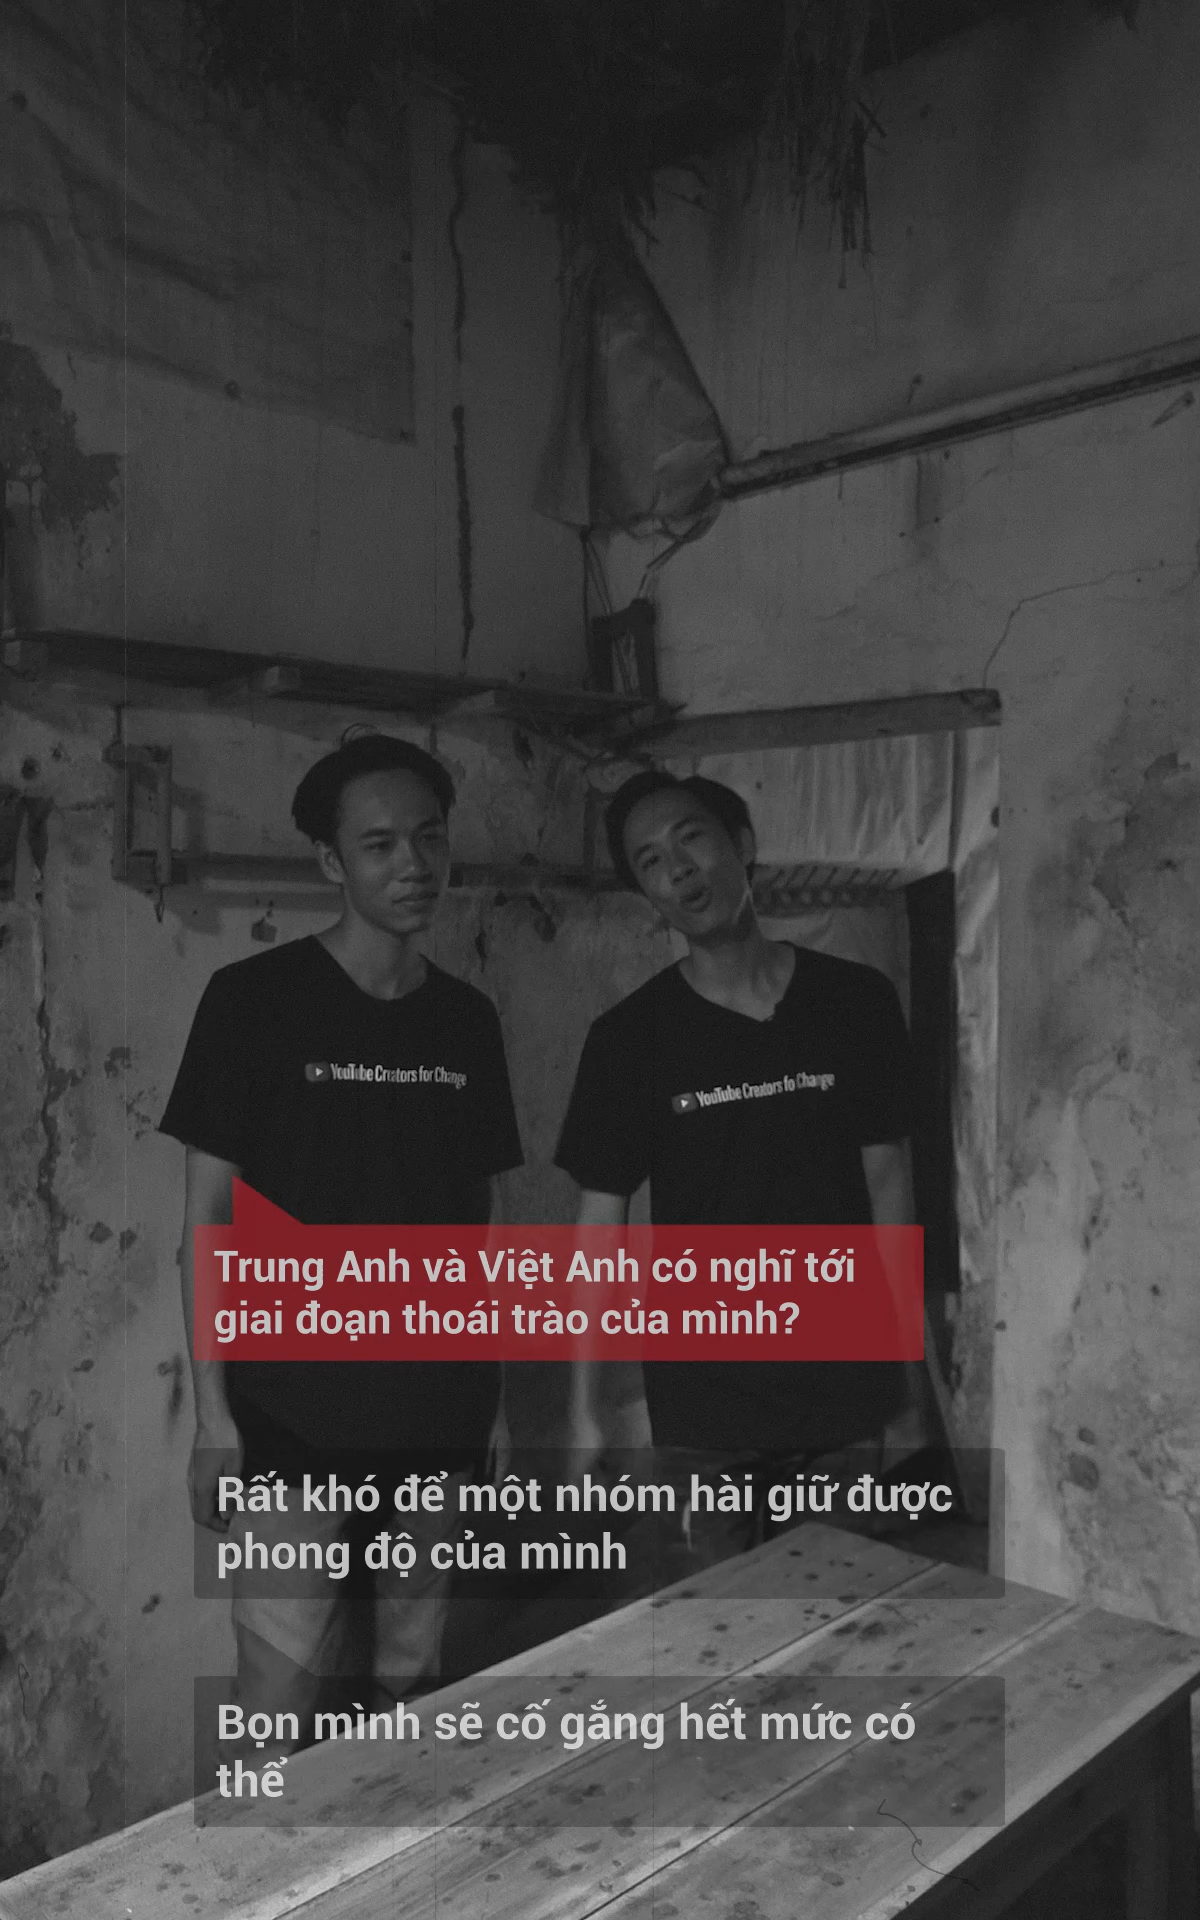 YouTube Creators for Change
YouTube Creators fo Change
Trung Anh và Việt Anh có nghĩ tới
giai đoạn thoái trào của mình?
Rất khó để một nhóm hài giữ được
phong độ của mình
Bọn mình sẽ cố gắng hết mức có
thể